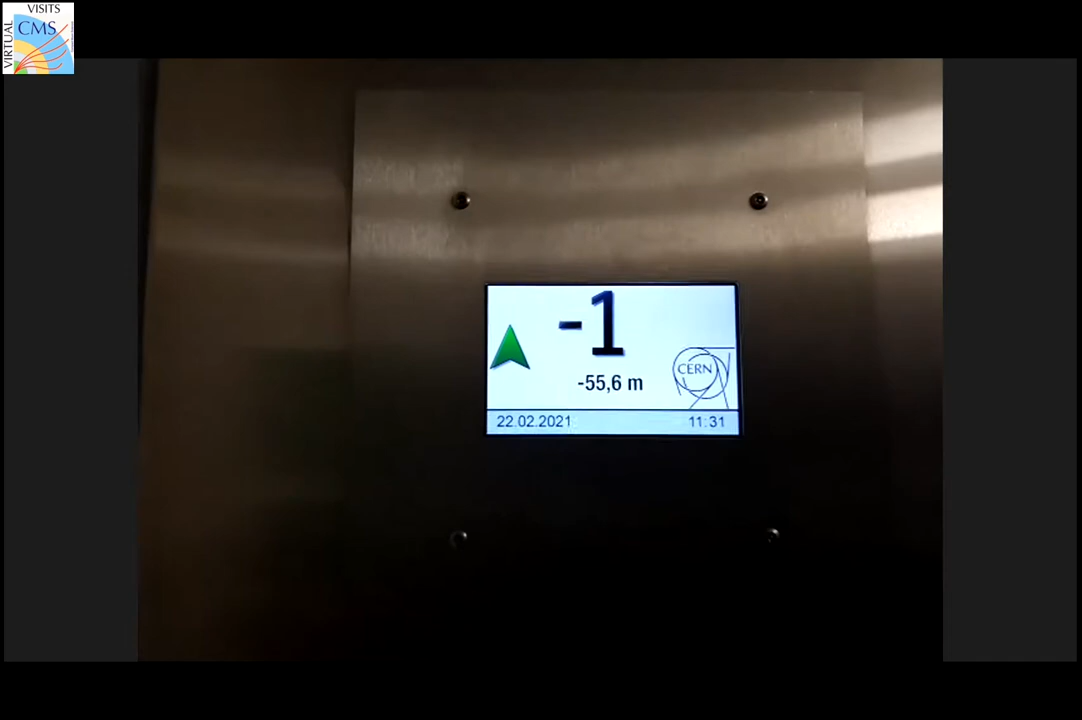 VISITS
CMS
VIRTUAL
-1
-55,6 m
CERN
22.02.2021
11:31